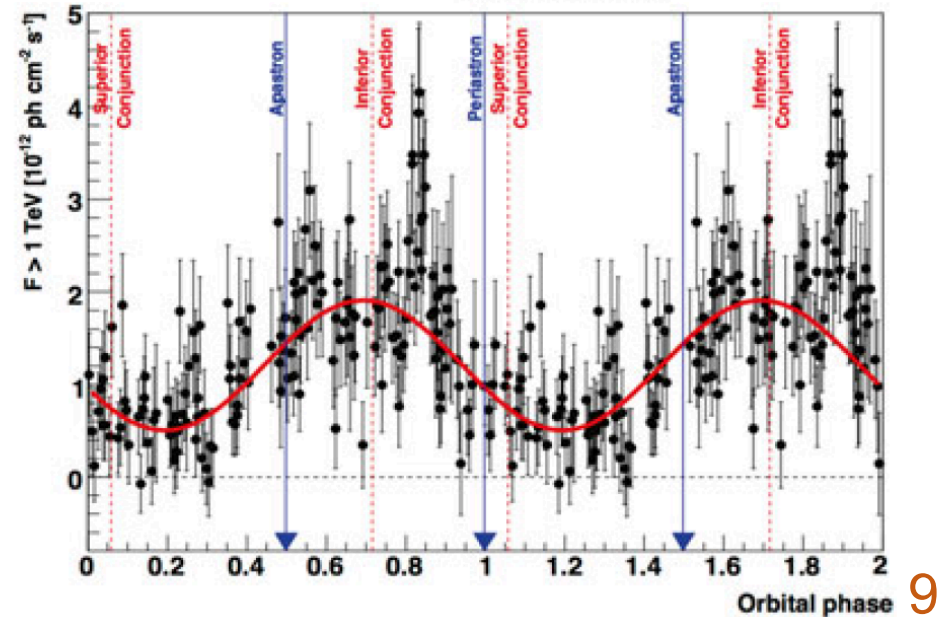 F > 1 TeV [10⁻¹² ph cm⁻² s⁻¹]
5
4
3
2
1
0
Superior
Conjunction
Apastron
Inferior
Conjunction
Periastron
Superior
Conjunction
Apastron
Inferior
Conjunction
0 0.2 0.4 0.6 0.8 1 1.2 1.4 1.6 1.8 2
Orbital phase
9